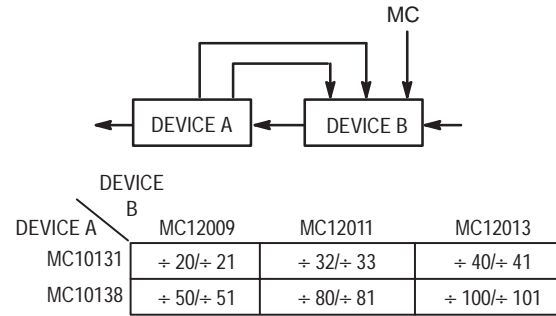 MC
DEVICE A
DEVICE B
DEVICE
B
DEVICE A
MC12009 MC12011 MC12013
MC10131 ÷ 20/÷ 21 ÷ 32/÷ 33 ÷ 40/÷ 41
MC10138 ÷ 50/÷ 51 ÷ 80/÷ 81 ÷ 100/÷ 101